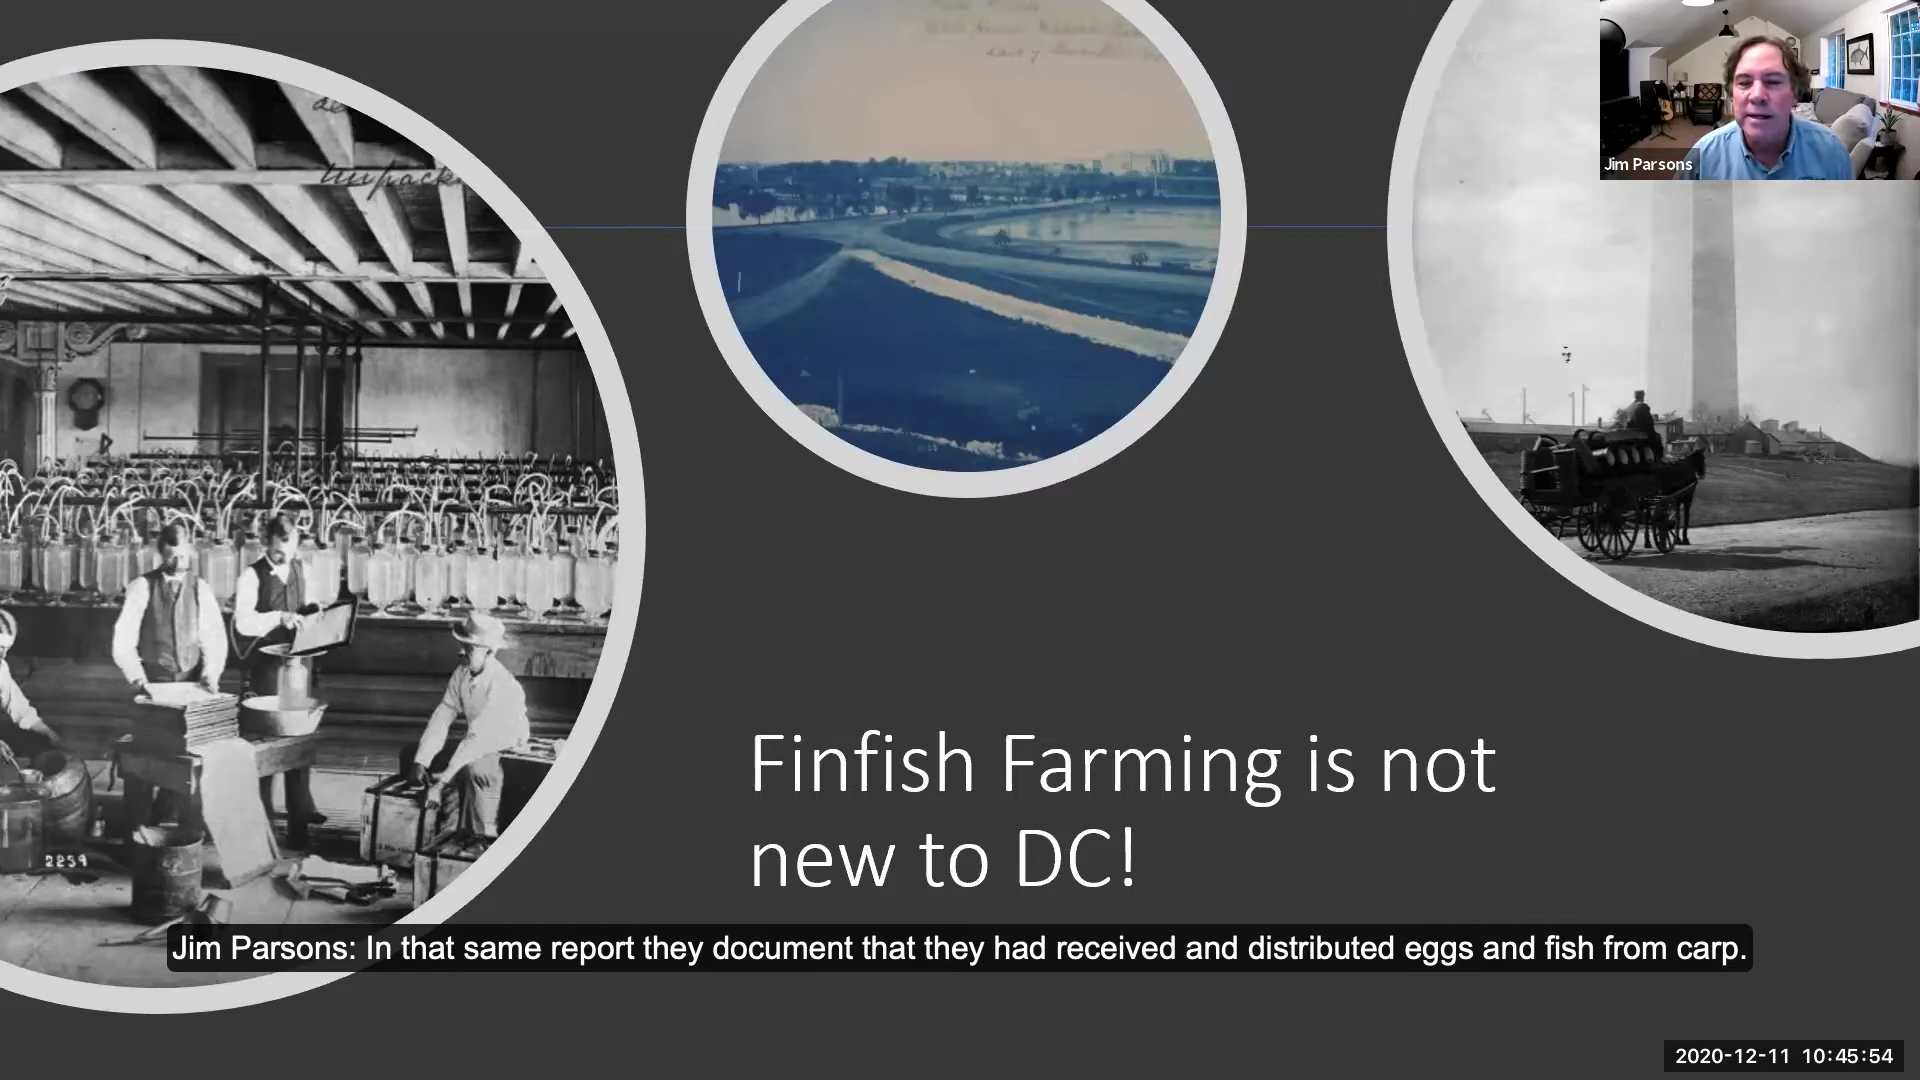 Jim Parsons
unpack
2259
Finfish Farming is not
new to DC!
Jim Parsons: In that same report they document that they had received and distributed eggs and fish from carp.
2020-12-11 10:45:54